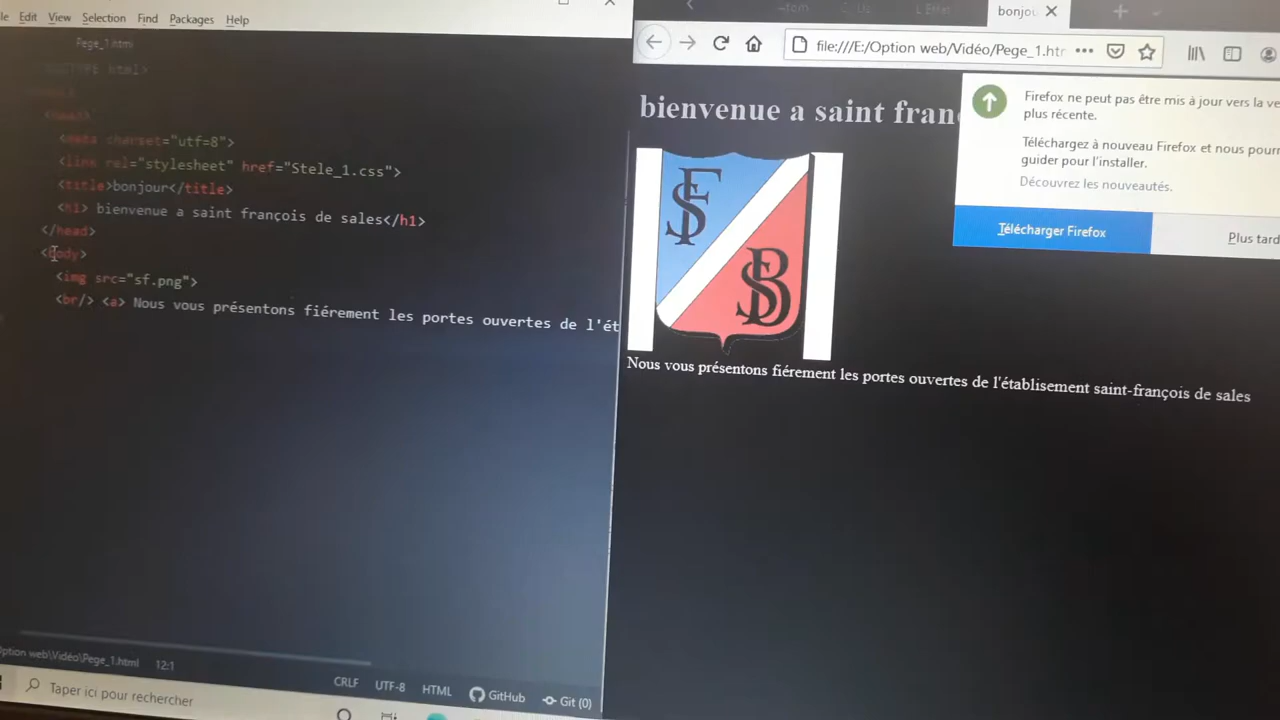 Edit View Selection Find Packages Help
Pege_1.html
<meta charset="utf=8">
<link rel="stylesheet" href="Stele_1.css">
<title>bonjour</title>
<h1> bienvenue a saint françois de sales</h1>
</head>
<body>
<img src="sf.png">
<br/> <a> Nous vous présentons fiérement les portes ouvertes de l'ét
Option web\Vidéo\Pege_1.html 12:1
CRLF UTF-8 HTML GitHub Git (0)
Taper ici pour rechercher
bonjou
file:///E:/Option web/Vidéo/Pege_1.htr
Firefox ne peut pas être mis à jour vers la ve
plus récente.
Téléchargez à nouveau Firefox et nous pourr
guider pour l'installer.
Découvrez les nouveautés.
Télécharger Firefox
Plus tard
bienvenue a saint fran
SF
SB
Nous vous présentons fiérement les portes ouvertes de l'établisement saint-françois de sales